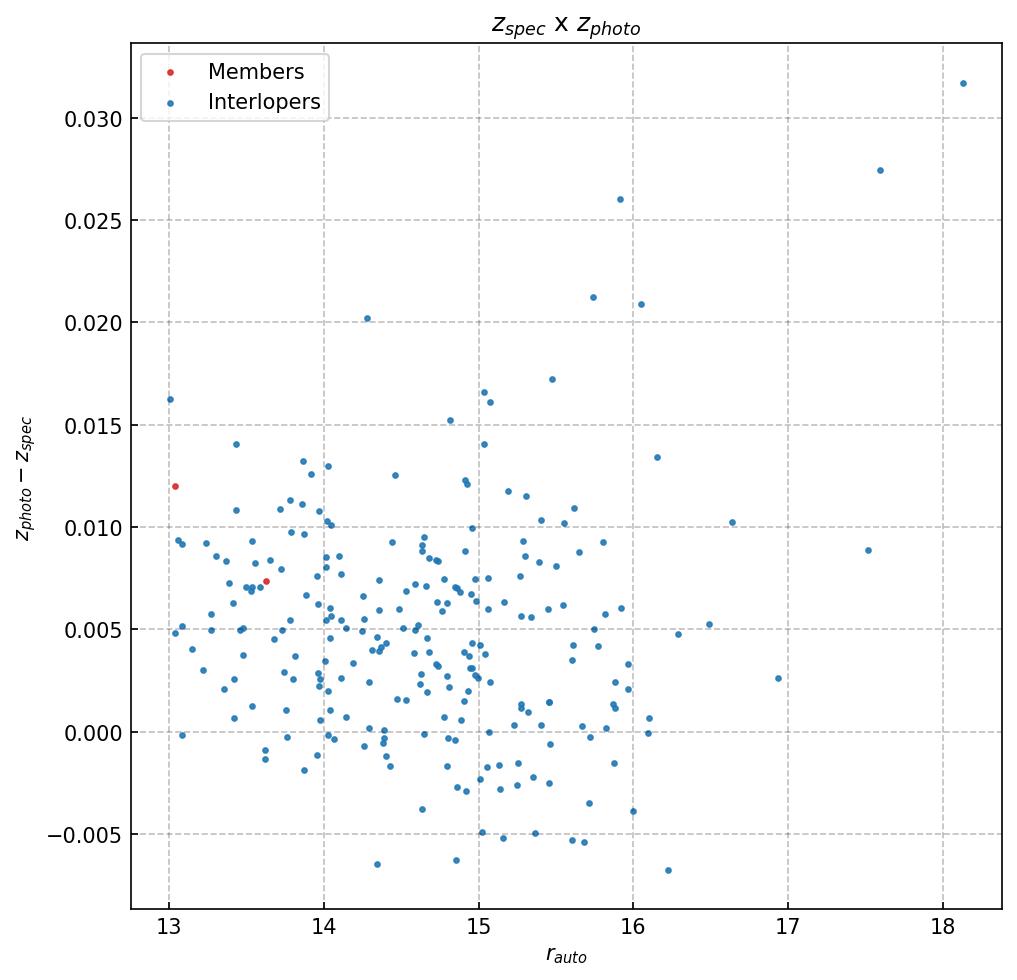 z_spec x z_photo
Members
Interlopers
0.030
0.025
0.020
0.015
0.010
0.005
0.000
−0.005
z_photo − z_spec
13 14 15 16 17 18
r_auto